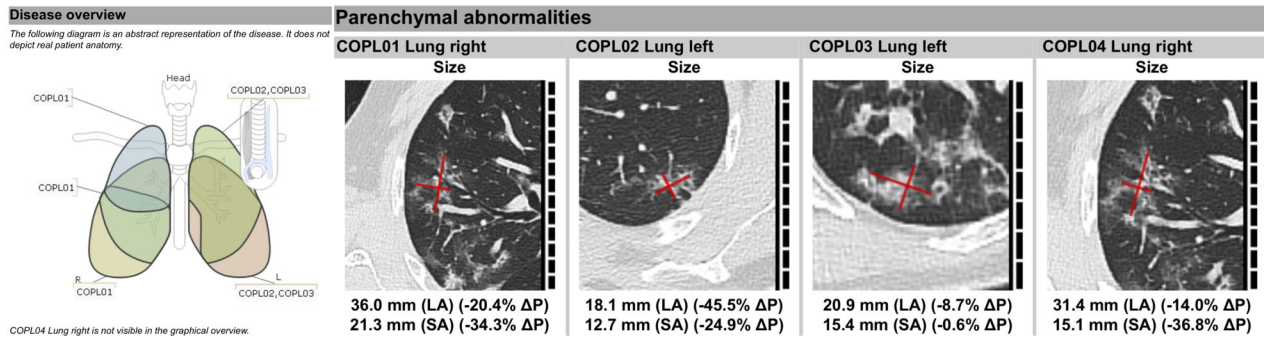 Disease overview
The following diagram is an abstract representation of the disease. It does not
depict real patient anatomy.
Head
COPL01
COPL02,COPL03
COPL01
R
COPL01
L
COPL02,COPL03
COPL04 Lung right is not visible in the graphical overview.
Parenchymal abnormalities
COPL01 Lung right
Size
36.0 mm (LA) (-20.4% ΔP)
21.3 mm (SA) (-34.3% ΔP)
COPL02 Lung left
Size
18.1 mm (LA) (-45.5% ΔP)
12.7 mm (SA) (-24.9% ΔP)
COPL03 Lung left
Size
20.9 mm (LA) (-8.7% ΔP)
15.4 mm (SA) (-0.6% ΔP)
COPL04 Lung right
Size
31.4 mm (LA) (-14.0% ΔP)
15.1 mm (SA) (-36.8% ΔP)